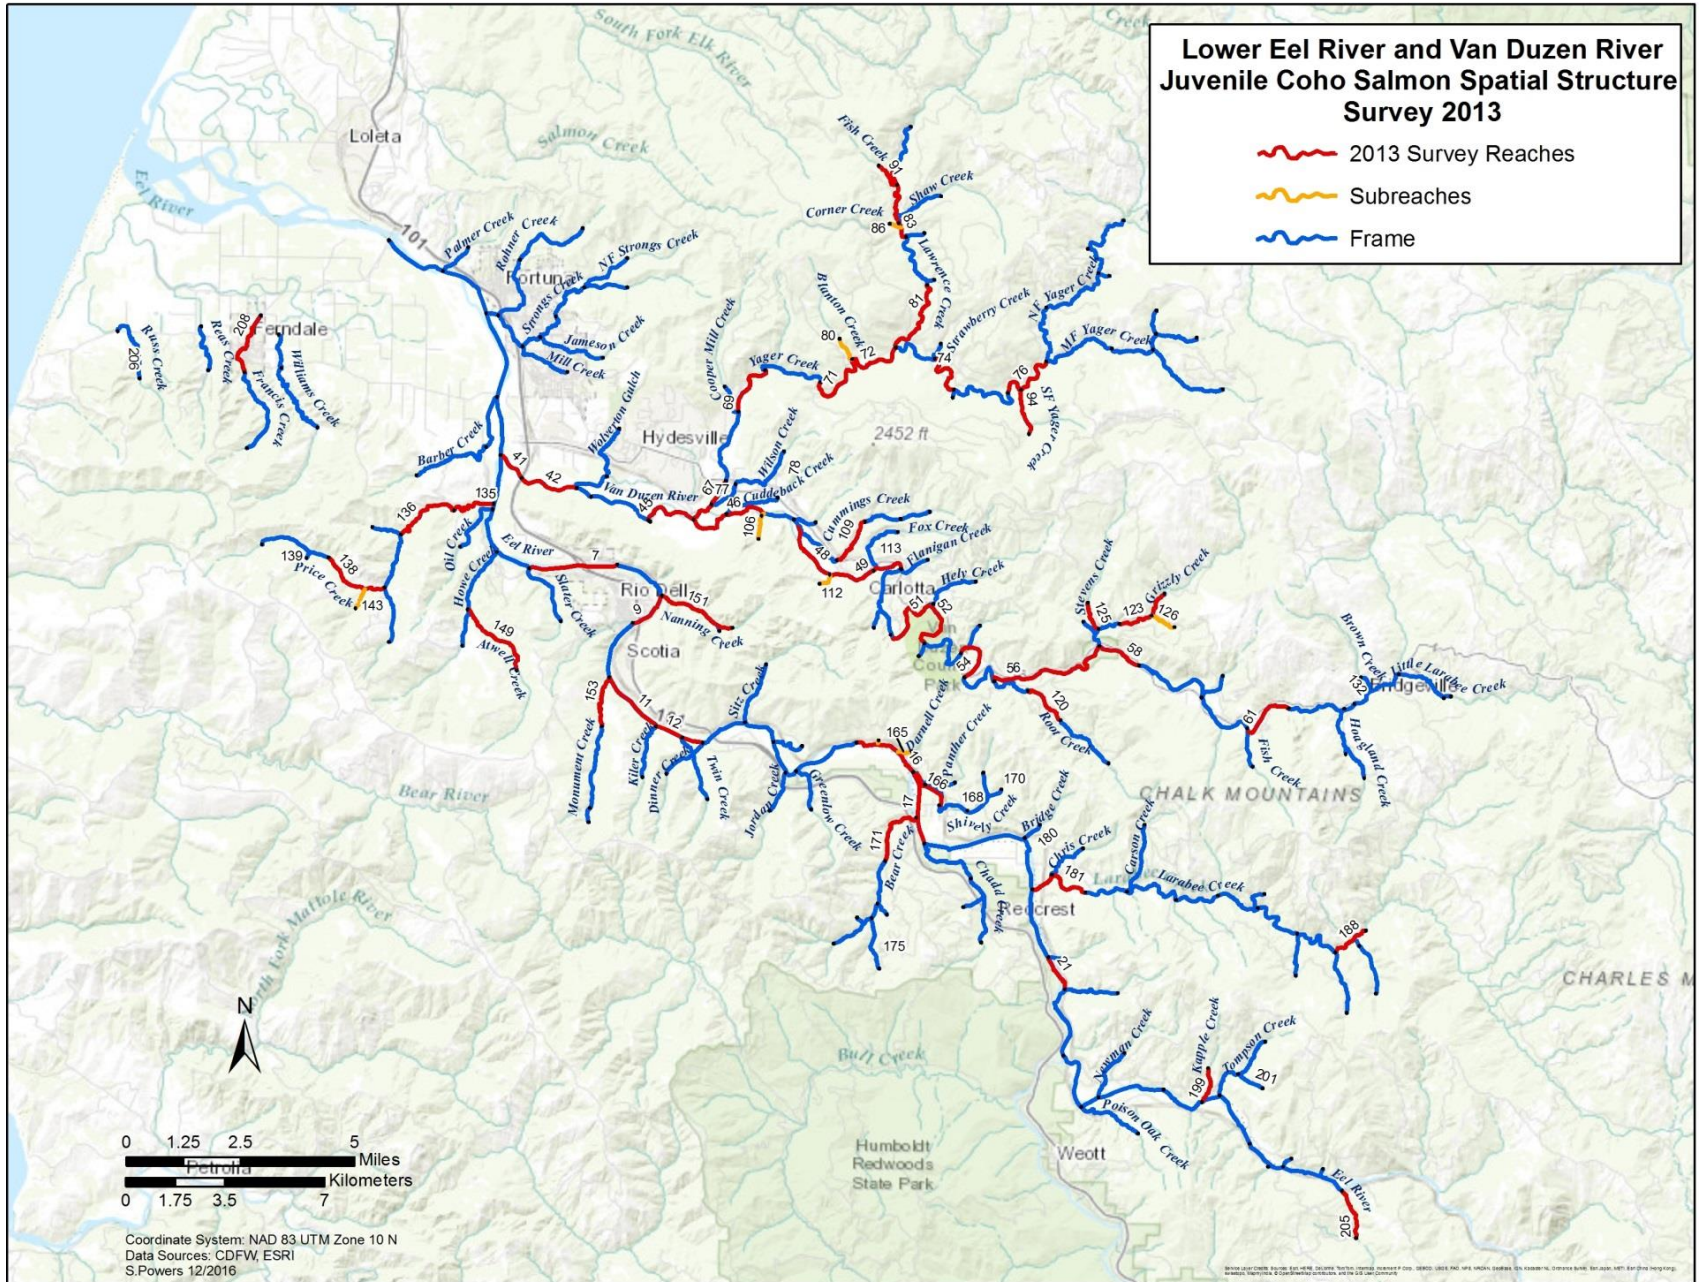 Lower Eel River and Van Duzen River
Juvenile Coho Salmon Spatial Structure
Survey 2013
2013 Survey Reaches
Subreaches
Frame
South Fork Elk River
Creek
Loleta
Salmon Creek
Eel River
101
Palmer Creek
Rohner Creek
Fortuna
NF Strongs Creek
Strongs Creek
Jameson Creek
Mill Creek
Fish Creek
91
Shaw Creek
Corner Creek
86
83
Lawrence Creek
81
Blanton Creek
80
72
71
Strawberry Creek
74
NF Yager Creek
MF Yager Creek
76
94
SF Yager Creek
Cooper Mill Creek
Yager Creek
69
208
Ferndale
Russ Creek
206
Reas Creek
Francis Creek
Williams Creek
Barber Creek
Wolverton Gulch
Hydesville
Wilson Creek
78
2452 ft
41
42
Van Duzen River
45
67
77
46
Cuddeback Creek
106
Cummings Creek
109
Fox Creek
113
Flanigan Creek
48
49
112
Carlotta
Hely Creek
51
52
135
136
Oil Creek
Eel River
7
Howe Creek
139
138
Price Creek
143
Slater Creek
Rio Dell
151
9
Nanning Creek
149
Atwell Creek
Scotia
Stevens Creek
125
123
Grizzly Creek
126
58
54
56
120
Roor Creek
Brown Creek
132
Little Larabee Creek
Bridgeville
61
Fish Creek
Hoagland Creek
153
11
12
101
Sitz Creek
Monument Creek
Kiler Creek
Dinner Creek
Twin Creek
Jordan Creek
Greenlow Creek
165
Darnell Creek
16
Panther Creek
166
170
168
17
Shively Creek
Bridge Creek
171
Bear Creek
CHALK MOUNTAINS
Bear River
180
Chris Creek
181
Carson Creek
Larabee Creek
Chadd Creek
Redcrest
175
188
21
CHARLES M
North Fork Mattole River
N
Bull Creek
Newman Creek
Kapple Creek
199
Tompson Creek
201
Poison Oak Creek
Weott
Humboldt
Redwoods
State Park
Eel River
205
0 1.25 2.5 5
Miles
Petrolia
Kilometers
0 1.75 3.5 7
Coordinate System: NAD 83 UTM Zone 10 N
Data Sources: CDFW, ESRI
S.Powers 12/2016